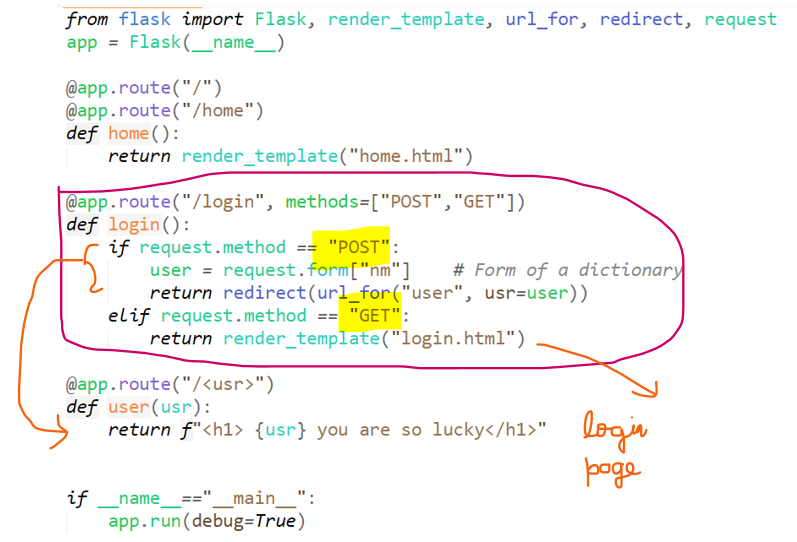 from flask import Flask, render_template, url_for, redirect, request
app = Flask(__name__)
@app.route("/")
@app.route("/home")
def home():
return render_template("home.html")
@app.route("/login", methods=["POST","GET"])
def login():
if request.method == "POST":
user = request.form["nm"] # Form of a dictionary
return redirect(url_for("user", usr=user))
elif request.method == "GET":
return render_template("login.html")
@app.route("/<usr>")
def user(usr):
return f"<h1> {usr} you are so lucky</h1>"
login
page
if __name__=="__main__":
app.run(debug=True)